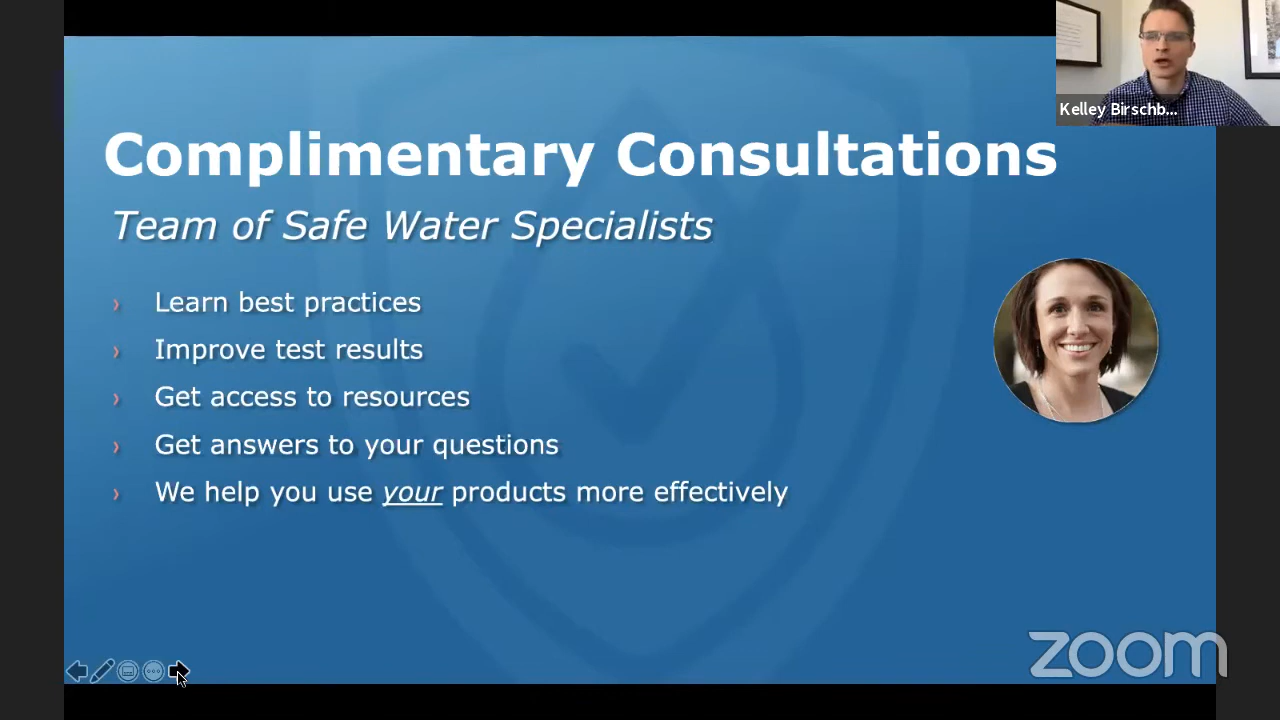 Kelley Birschb...
Complimentary Consultations
Team of Safe Water Specialists
› Learn best practices
› Improve test results
› Get access to resources
› Get answers to your questions
› We help you use your products more effectively
zoom